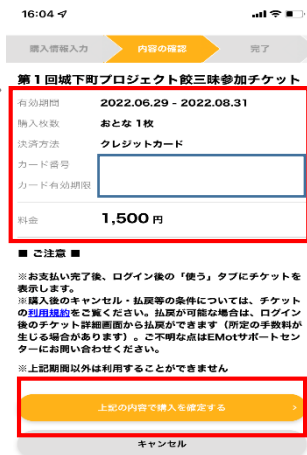 16:04
購入情報入力
内容の確認
完了
第1回城下町プロジェクト餃三昧参加チケット
有効期間 2022.06.29 - 2022.08.31
購入枚数 おとな 1枚
決済方法 クレジットカード
カード番号
カード有効期限
料金 1,500 円
■ ご注意 ■
※お支払い完了後、ログイン後の「使う」タブにチケットを
表示します。
※購入後のキャンセル・払戻等の条件については、チケット
の利用規約をご覧ください。払戻が可能な場合は、ログイン
後のチケット詳細画面から払戻ができます（所定の手数料が
生じる場合があります）。ご不明な点はEMotサポートセン
ターにお問い合わせください。
※上記期間以外は利用することができません
上記の内容で購入を確定する
キャンセル